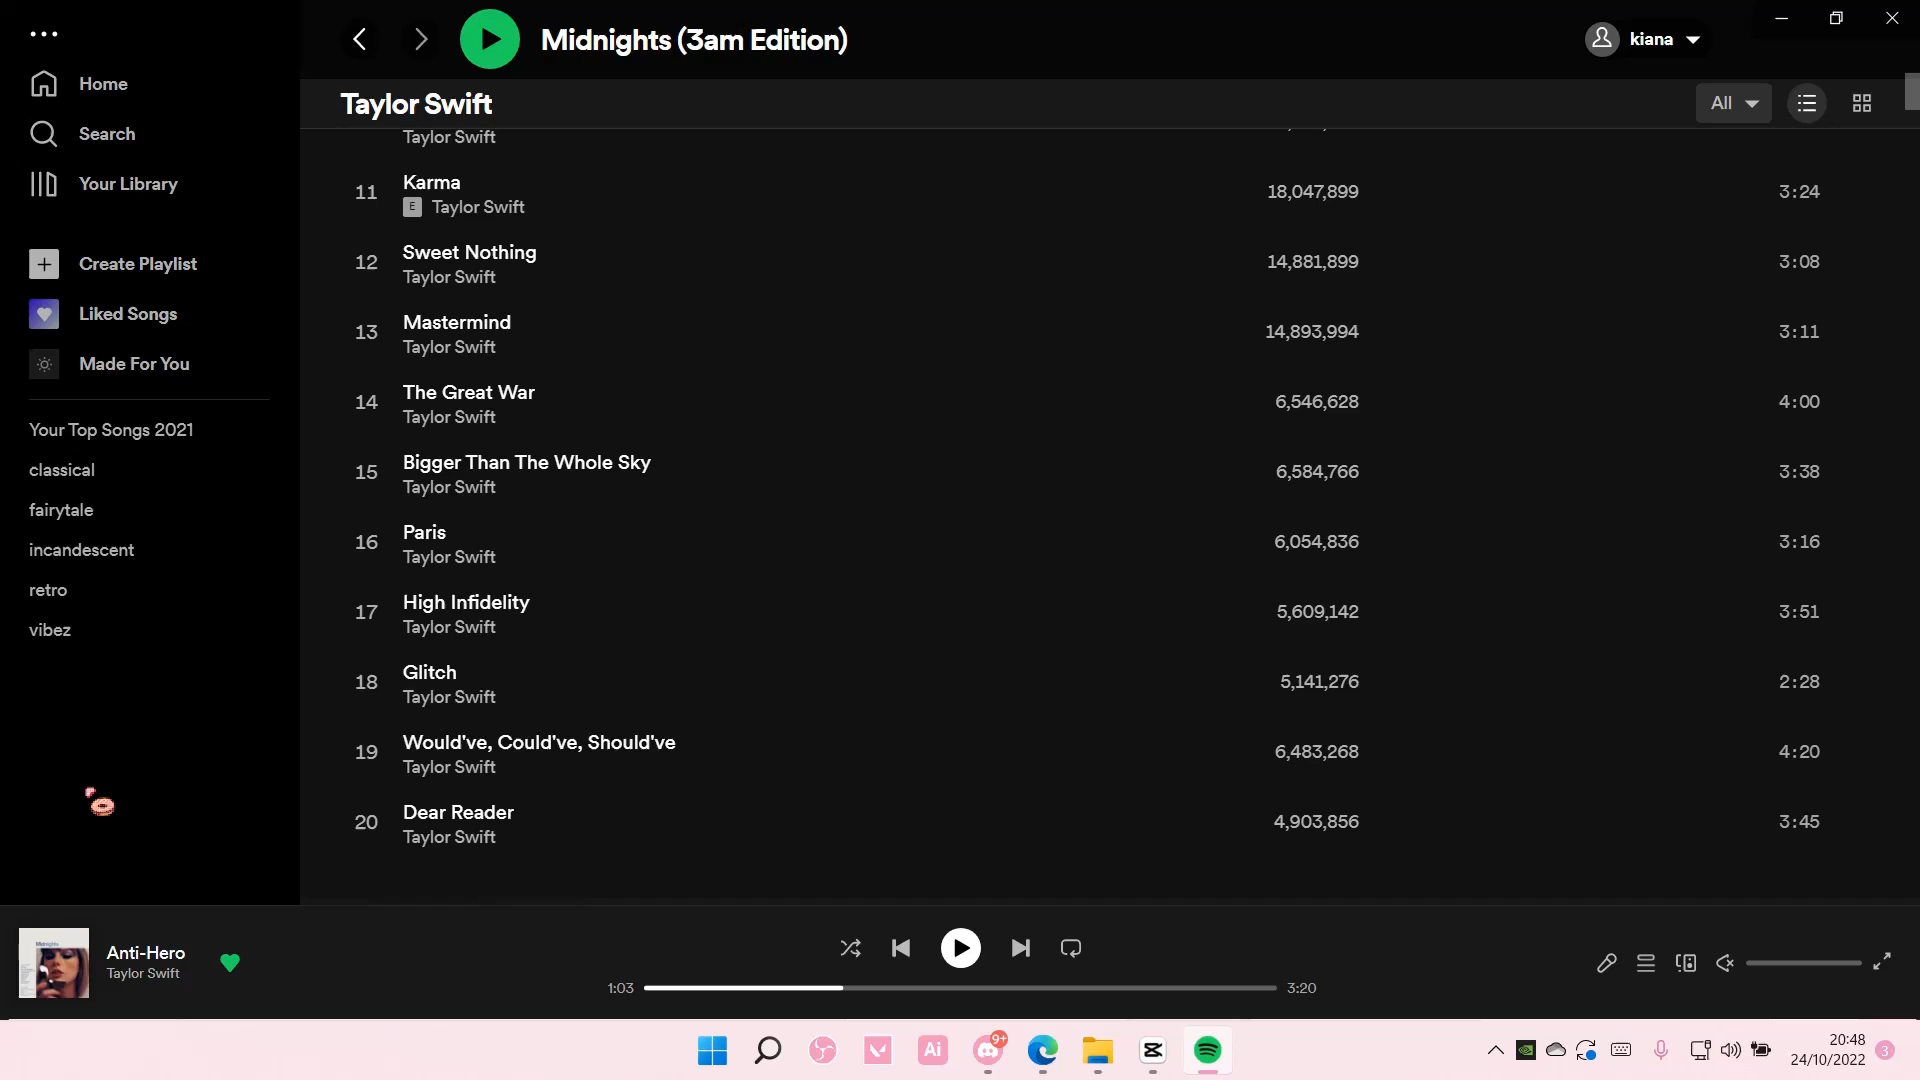 Midnights (3am Edition)
kiana
Home
Search
Your Library
Create Playlist
Liked Songs
Made For You
Your Top Songs 2021
classical
fairytale
incandescent
retro
vibez
Taylor Swift
All
Taylor Swift
11 Karma 18,047,899 3:24
E Taylor Swift
12 Sweet Nothing 14,881,899 3:08
Taylor Swift
13 Mastermind 14,893,994 3:11
Taylor Swift
14 The Great War 6,546,628 4:00
Taylor Swift
15 Bigger Than The Whole Sky 6,584,766 3:38
Taylor Swift
16 Paris 6,054,836 3:16
Taylor Swift
17 High Infidelity 5,609,142 3:51
Taylor Swift
18 Glitch 5,141,276 2:28
Taylor Swift
19 Would've, Could've, Should've 6,483,268 4:20
Taylor Swift
20 Dear Reader 4,903,856 3:45
Taylor Swift
Midnights
Anti-Hero
Taylor Swift
1:03 3:20
Ai
9+
20:48
24/10/2022
3